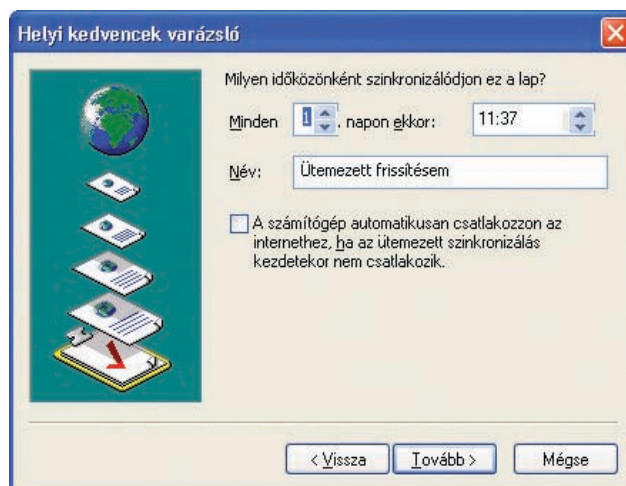 Helyi kedvencek varázsló
Milyen időközönként szinkronizálódjon ez a lap?
Minden 1 . napon ekkor: 11:37
Név: Ütemezett frissítésem
A számítógép automatikusan csatlakozzon az
internethez, ha az ütemezett szinkronizálás
kezdetekor nem csatlakozik.
< Vissza Tovább > Mégse